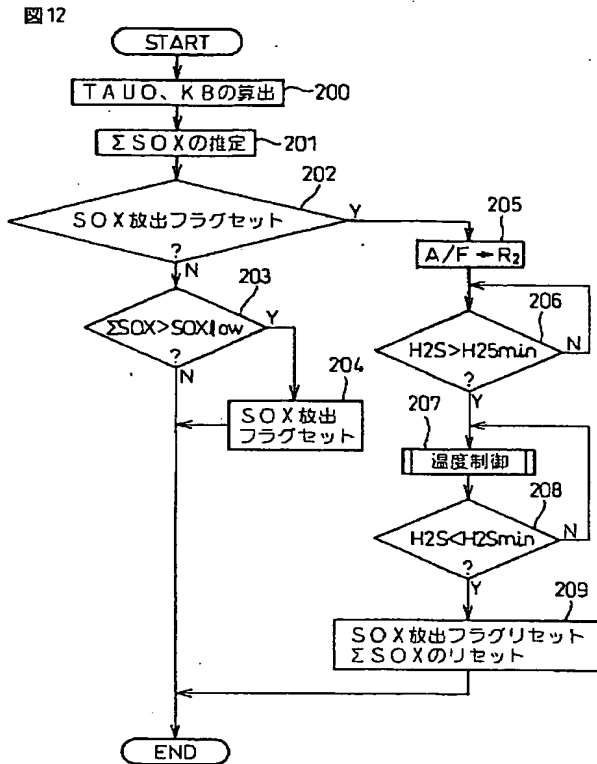 図12
START
TAUO、KBの算出
200
ΣSOXの推定
201
202
SOX放出フラグセット
?
Y
N
203
ΣSOX>SOXlow
?
Y
N
204
SOX放出
フラグセット
205
A/F→R₂
206
H2S>H2Smin
?
N
Y
207
温度制御
208
H2S<H2Smin
?
N
Y
209
SOX放出フラグリセット
ΣSOXのリセット
END